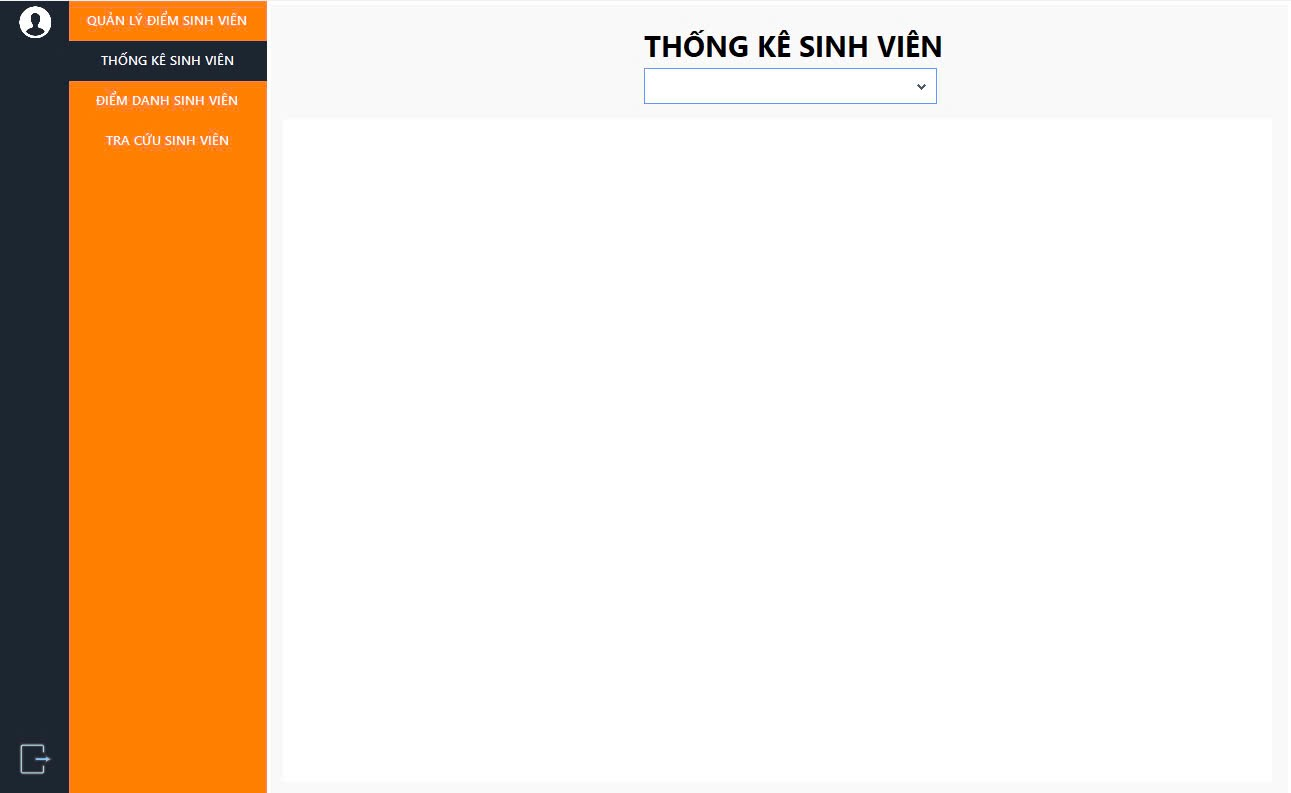 QUẢN LÝ ĐIỂM SINH VIÊN
THỐNG KÊ SINH VIÊN
ĐIỂM DANH SINH VIÊN
TRA CỨU SINH VIÊN
THỐNG KÊ SINH VIÊN